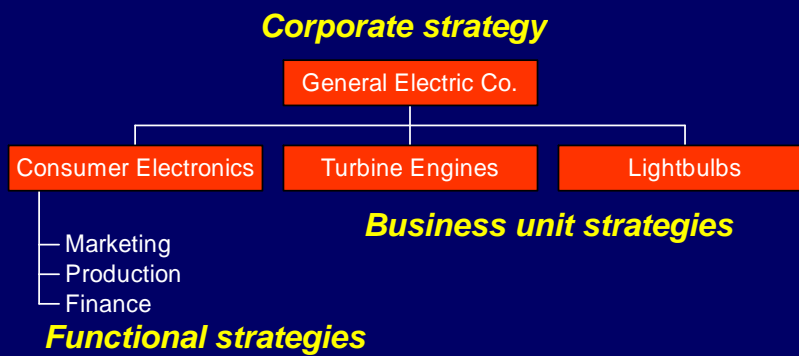 Corporate strategy
General Electric Co.
Consumer Electronics
Turbine Engines
Lightbulbs
Business unit strategies
Marketing
Production
Finance
Functional strategies